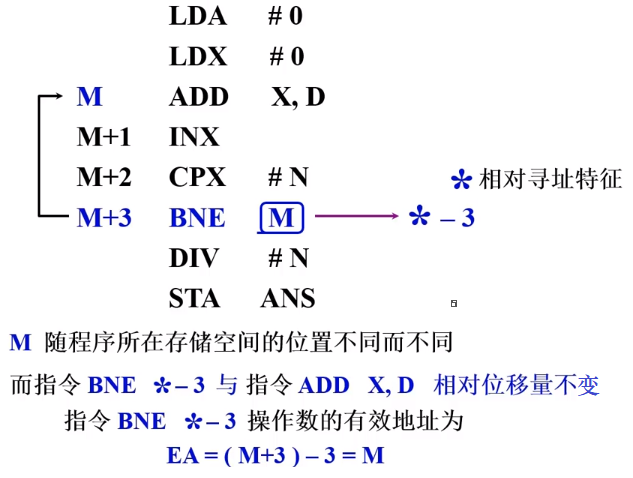 LDA # 0
LDX # 0
M ADD X, D
M+1 INX
M+2 CPX # N
* 相对寻址特征
M+3 BNE M * – 3
DIV # N
STA ANS
M 随程序所在存储空间的位置不同而不同
而指令 BNE * – 3 与 指令 ADD X, D 相对位移量不变
指令 BNE * – 3 操作数的有效地址为
EA = ( M+3 ) – 3 = M